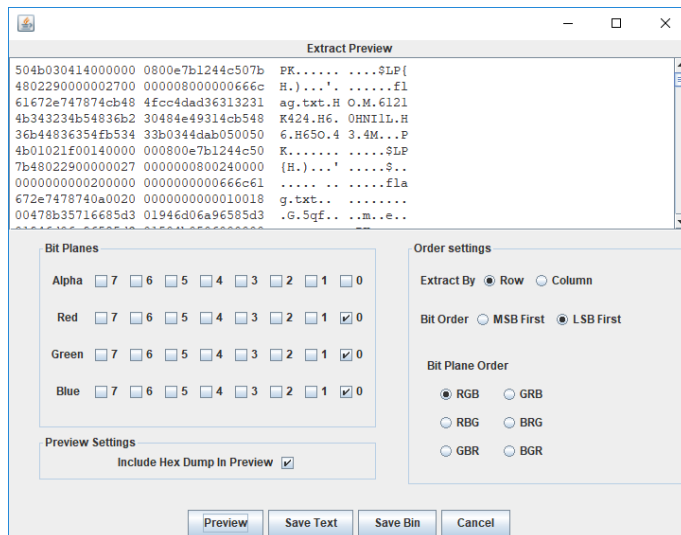 Extract Preview
504b030414000000 0800e7b1244c507b PK...... ....$LP{
4802290000002700 000008000000666c H.)...'. ......fl
61672e747874cb48 4fcc4dad36313231 ag.txt.H O.M.6121
4b343234b54836b2 30484e49314cb548 K424.H6. 0HNI1L.H
36b44836354fb534 33b0344dab050050 6.H65O.4 3.4M...P
4b01021f00140000 000800e7b1244c50 K....... .....$LP
7b48022900000027 0000000800240000 {H.)...' .....$..
0000000000200000 0000000000666c61 ..... .. .....fla
672e7478740a0020 0000000000010018 g.txt.. ........
00478b35716685d3 01946d06a96585d3 .G.5qf.. ..m..e..
Bit Planes
Alpha 7 6 5 4 3 2 1 0
Red 7 6 5 4 3 2 1 0
Green 7 6 5 4 3 2 1 0
Blue 7 6 5 4 3 2 1 0
Preview Settings
Include Hex Dump In Preview
Order settings
Extract By Row Column
Bit Order MSB First LSB First
Bit Plane Order
RGB GRB
RBG BRG
GBR BGR
Preview Save Text Save Bin Cancel